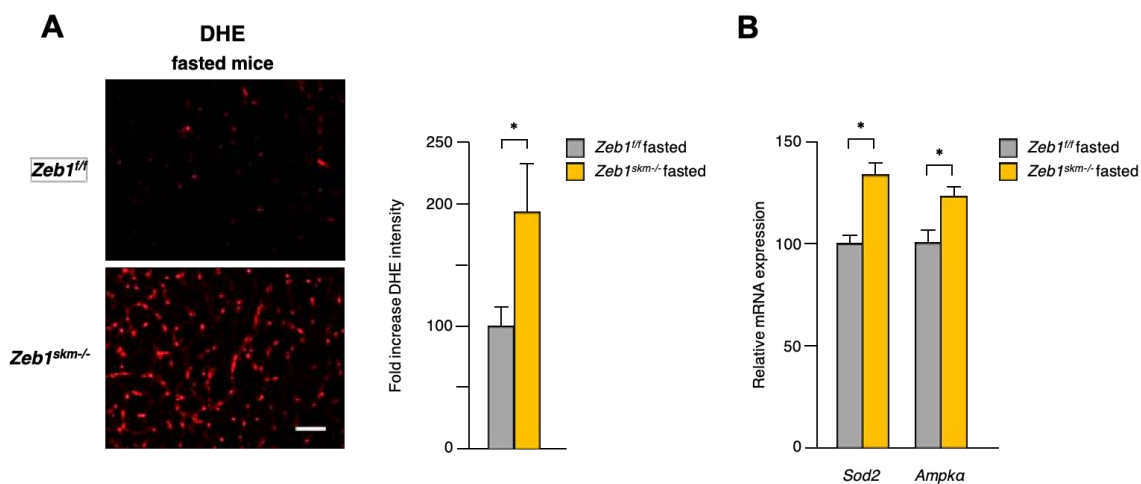 A
DHE
fasted mice
Zeb1f/f
Zeb1skm-/-
Fold increase DHE intensity
250
200
100
0
*
Zeb1f/f fasted
Zeb1skm-/- fasted
B
Relative mRNA expression
150
100
50
0
*
*
Sod2
Ampkα
Zeb1f/f fasted
Zeb1skm-/- fasted